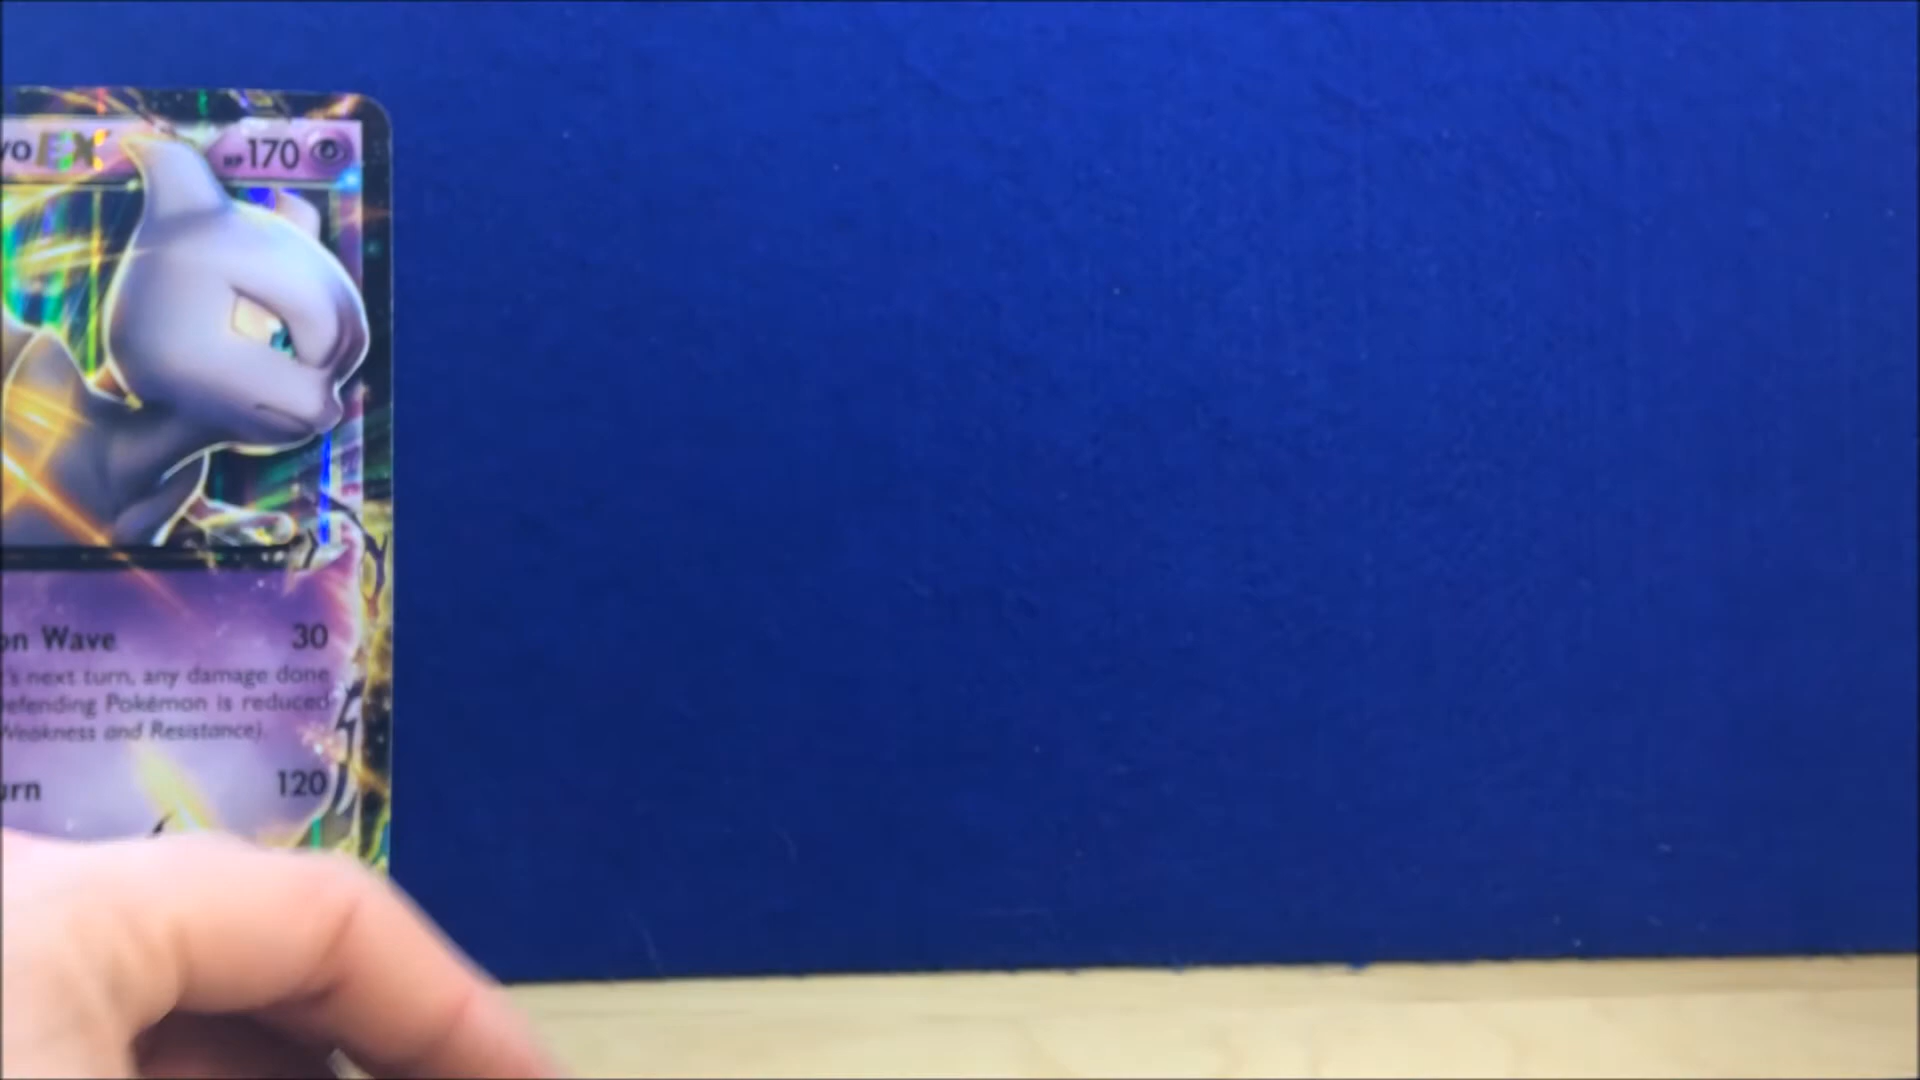 yo EX HP 170
on Wave 30
's next turn, any damage done
efending Pokémon is reduced
Weakness and Resistance).
urn 120